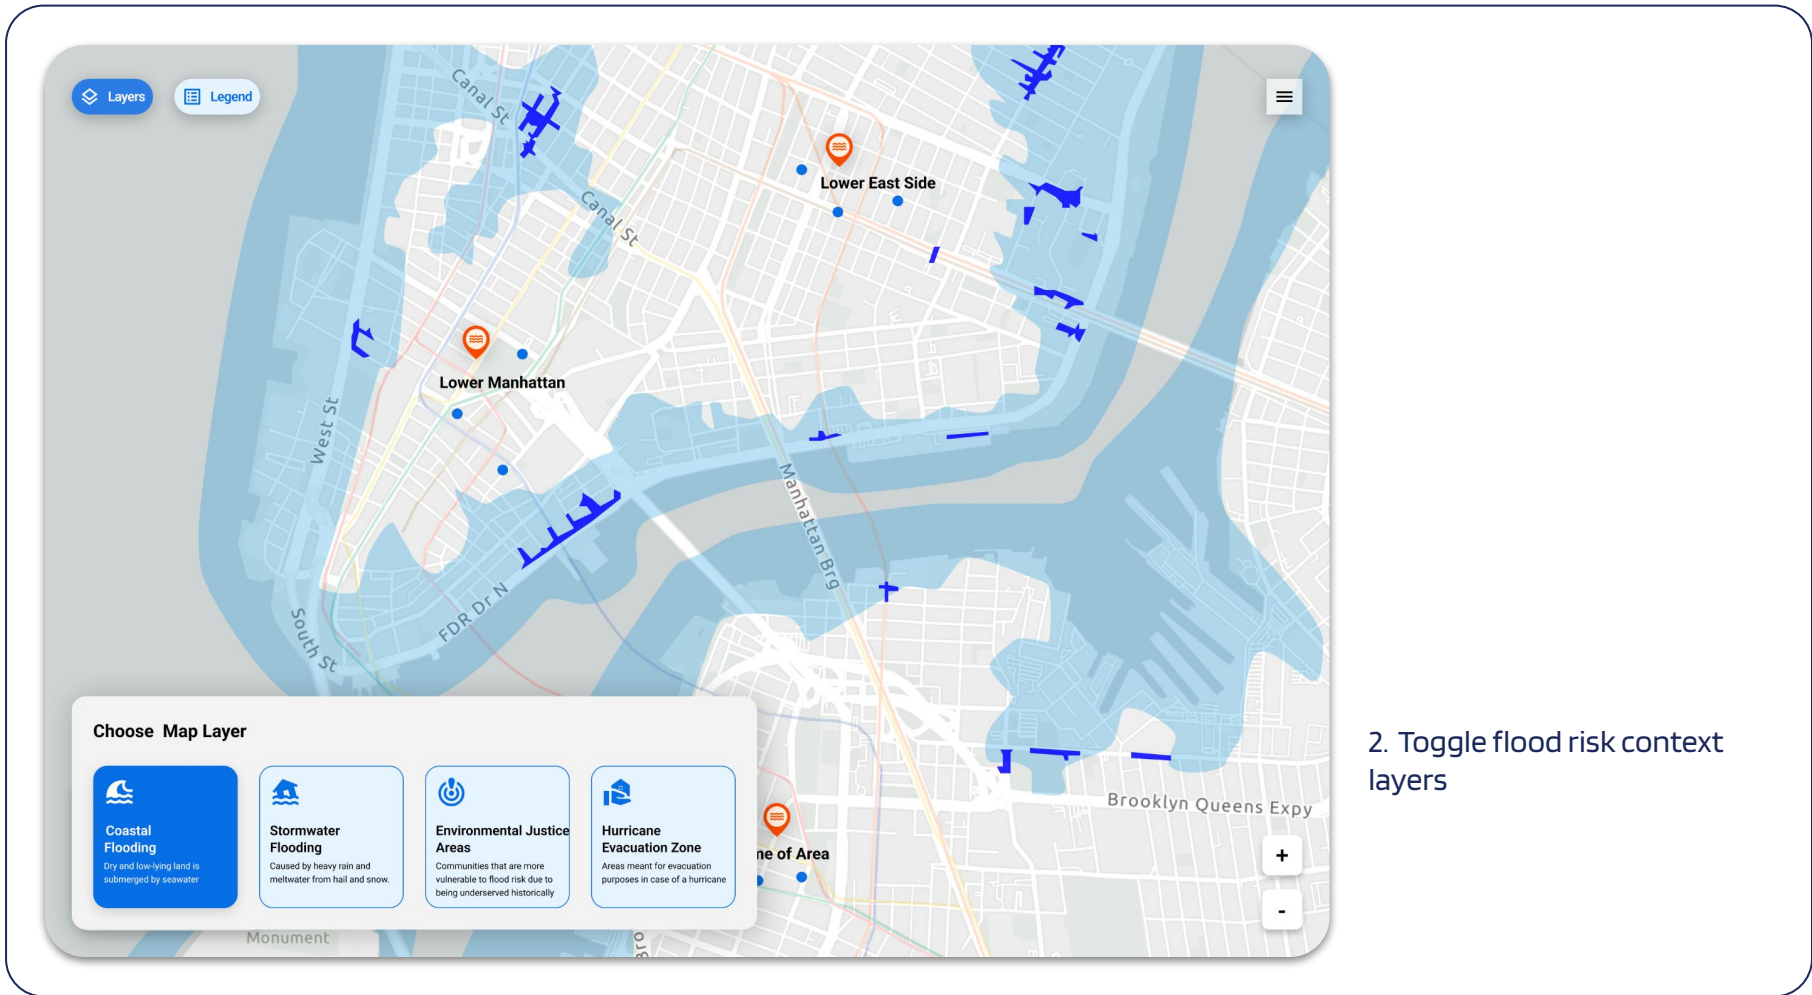 Layers
Legend
Canal St
Canal St
Lower East Side
Lower Manhattan
West St
Manhattan Brg
FDR Dr N
South St
Choose Map Layer
Coastal
Flooding
Dry and low-lying land is
submerged by seawater
Stormwater
Flooding
Caused by heavy rain and
meltwater from hail and snow.
Environmental Justice
Areas
Communities that are more
vulnerable to flood risk due to
being underserved historically
Hurricane
Evacuation Zone
Areas meant for evacuation
purposes in case of a hurricane
me of Area
Brooklyn Queens Expy
+
-
Monument
2. Toggle flood risk context
layers